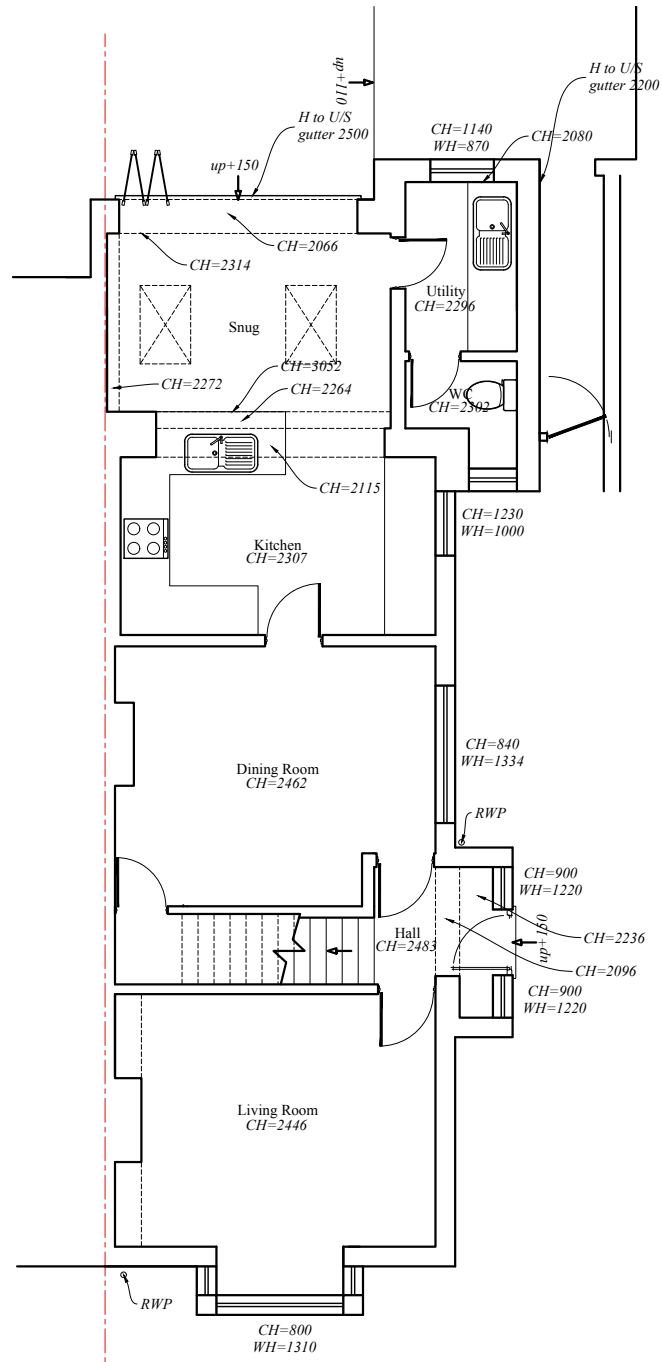 H to U/S
gutter 2200
up+110
H to U/S
gutter 2500
CH=1140
WH=870
CH=2080
up+150
CH=2066
CH=2314
Utility
CH=2296
Snug
CH=3052
CH=2272
CH=2264
WC
CH=2302
CH=2115
CH=1230
WH=1000
Kitchen
CH=2307
CH=840
WH=1334
Dining Room
CH=2462
RWP
CH=900
WH=1220
Hall
CH=2483
up+150
CH=2236
CH=2096
CH=900
WH=1220
Living Room
CH=2446
RWP
CH=800
WH=1310